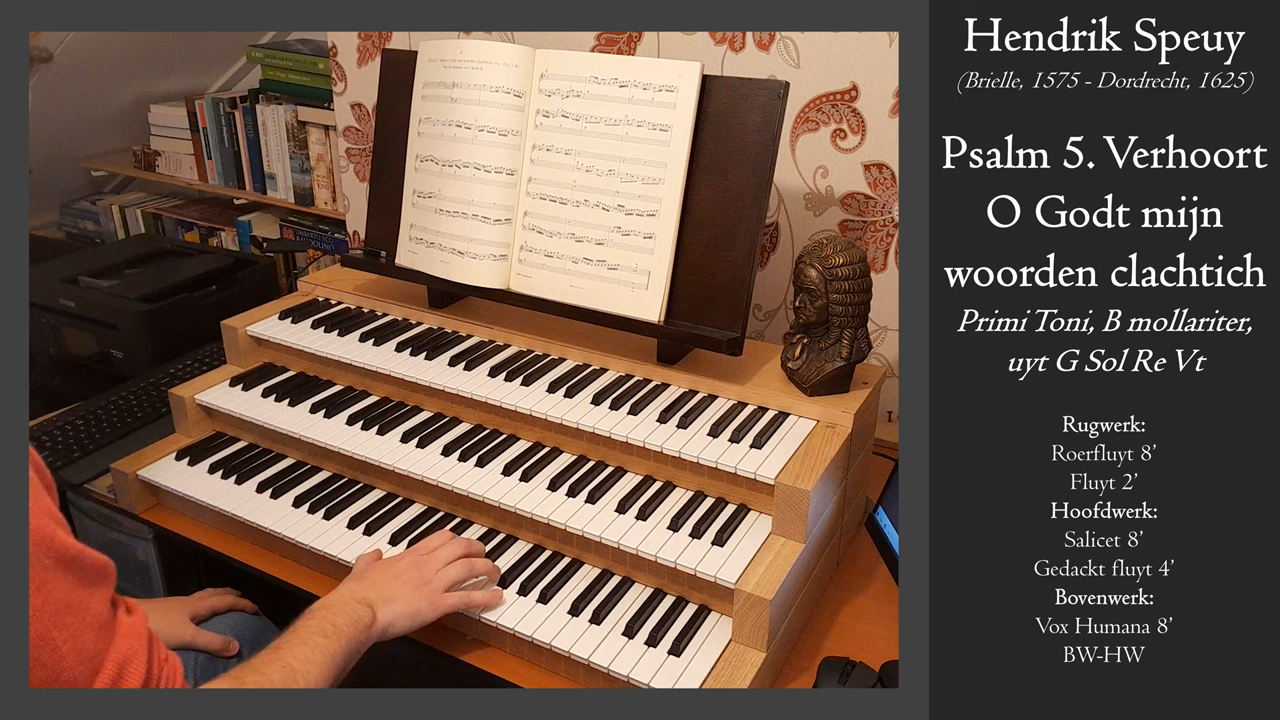 Hendrik Speuy
(Brielle, 1575 - Dordrecht, 1625)
Psalm 5. Verhoort
O Godt mijn
woorden clachtich
Primi Toni, B mollariter,
uyt G Sol Re Vt
Rugwerk:
Roerfluyt 8’
Fluyt 2’
Hoofdwerk:
Salicet 8’
Gedackt fluyt 4’
Bovenwerk:
Vox Humana 8’
BW-HW